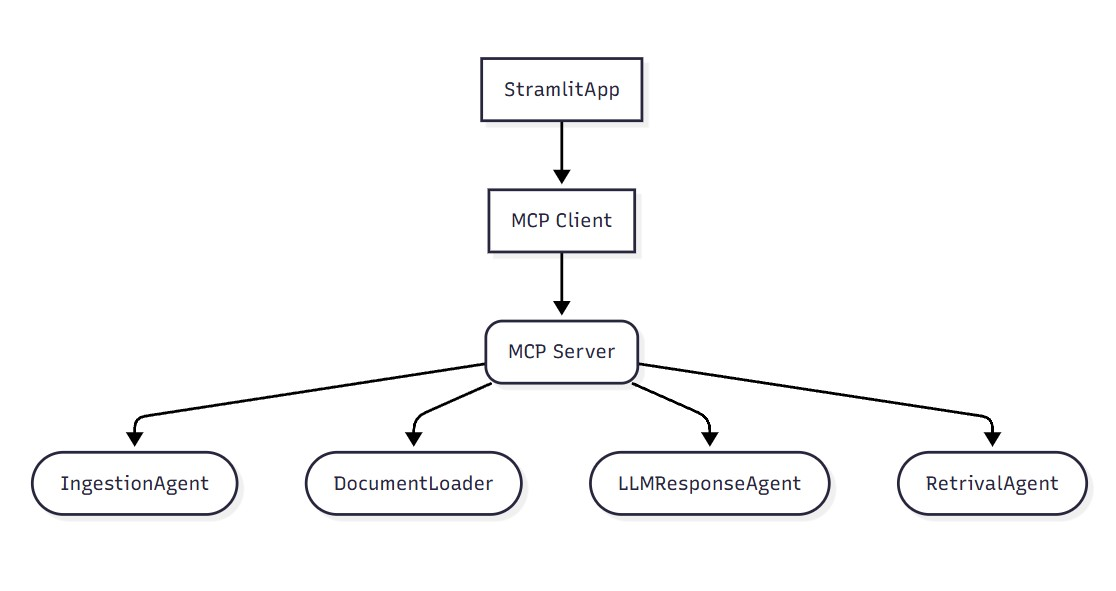 StramlitApp
MCP Client
MCP Server
IngestionAgent
DocumentLoader
LLMResponseAgent
RetrivalAgent